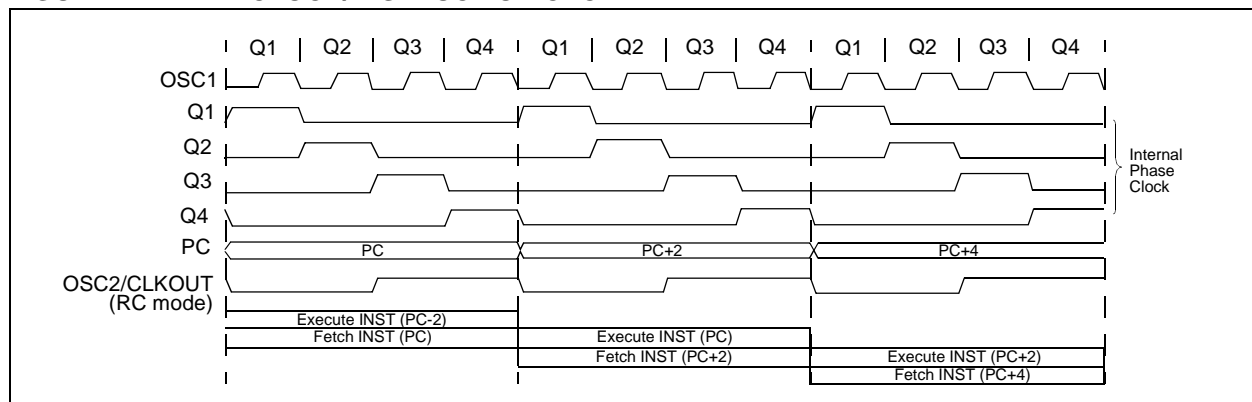 Q1 Q2 Q3 Q4 Q1 Q2 Q3 Q4 Q1 Q2 Q3 Q4
OSC1
Q1
Q2
Q3
Q4
Internal
Phase
Clock
PC
PC PC+2 PC+4
OSC2/CLKOUT
(RC mode)
Execute INST (PC-2)
Fetch INST (PC) Execute INST (PC)
Fetch INST (PC+2) Execute INST (PC+2)
Fetch INST (PC+4)